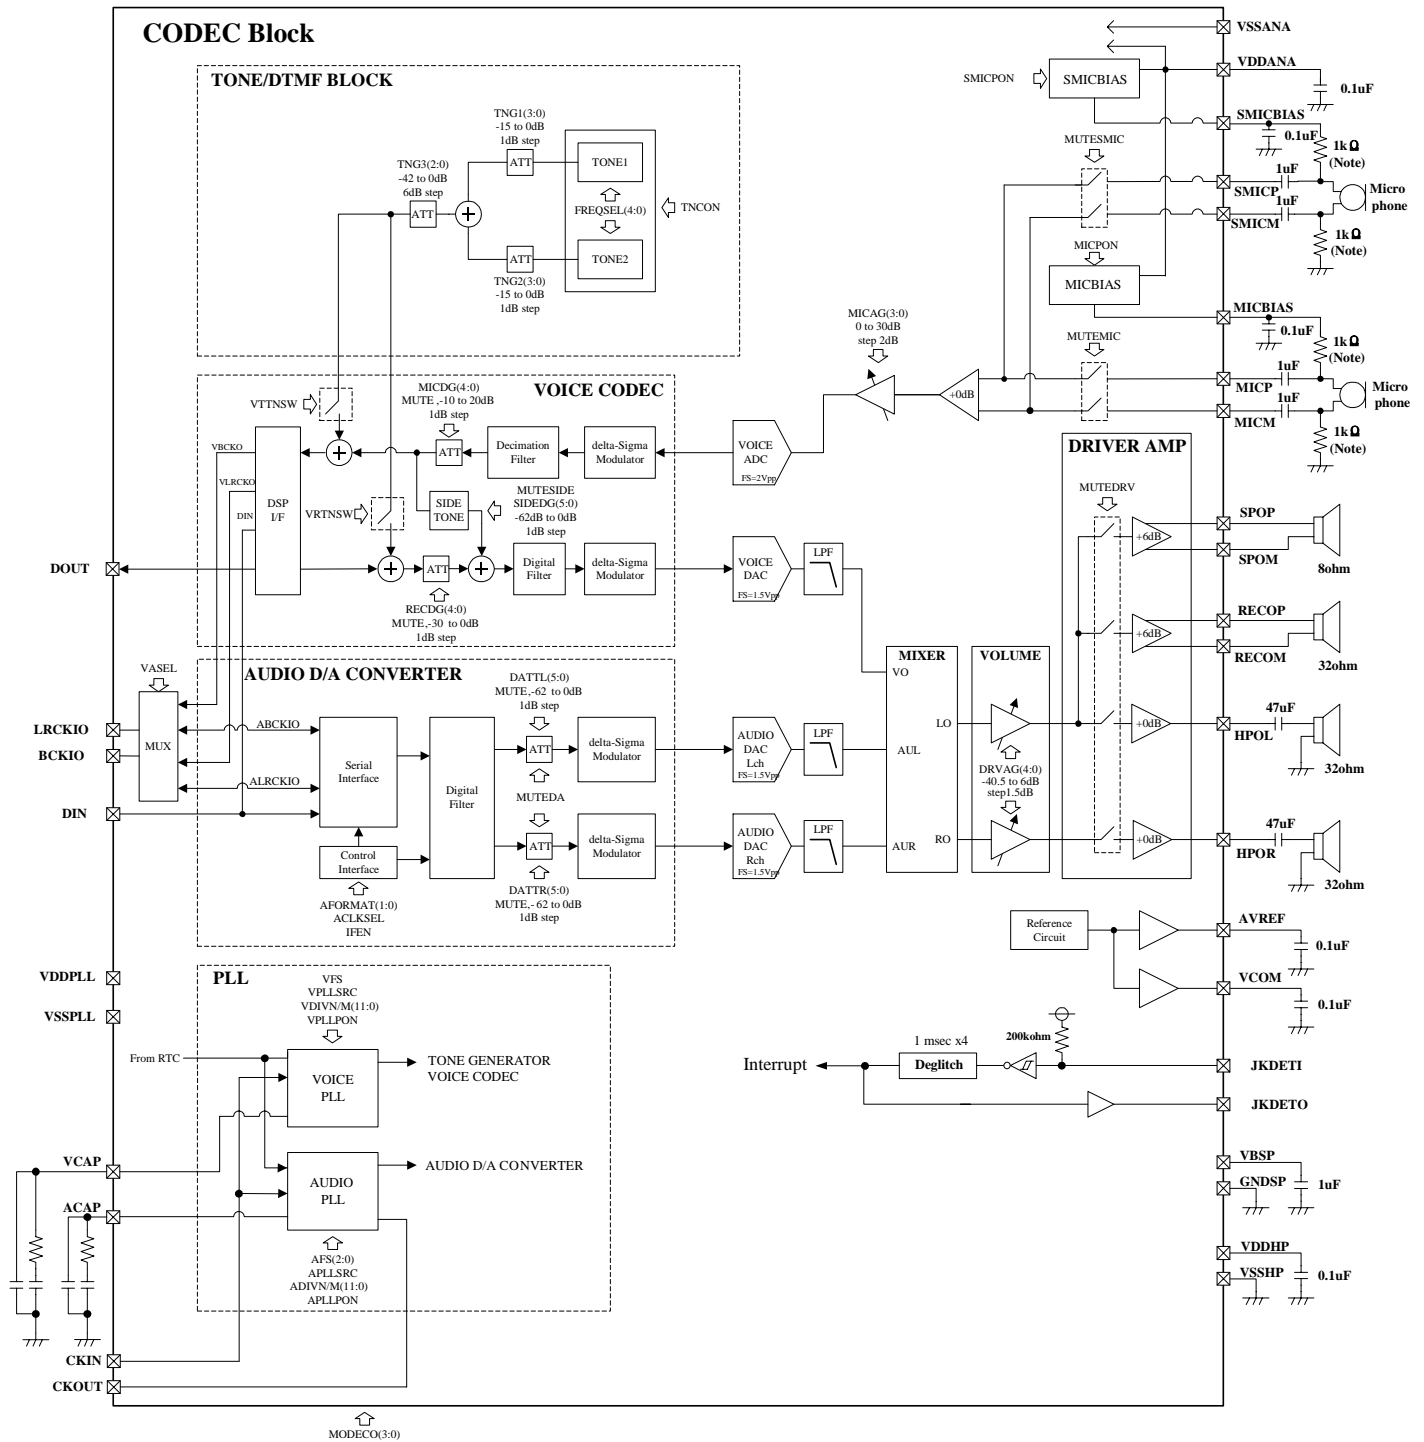 CODEC Block
VSSANA
VDDANA
0.1uF
SMICPON
SMICBIAS
SMICBIAS
0.1uF
1kΩ
(Note)
MUTESMIC
1uF
SMICP
1uF
SMICM
Micro
phone
1kΩ
(Note)
MICPON
MICBIAS
MICBIAS
0.1uF
1kΩ
(Note)
MUTEMIC
1uF
MICP
1uF
MICM
Micro
phone
1kΩ
(Note)
TONE/DTMF BLOCK
TNG1(3:0)
-15 to 0dB
1dB step
ATT
TONE1
TNG3(2:0)
-42 to 0dB
6dB step
ATT
FREQSEL(4:0)
TNCON
ATT
TONE2
TNG2(3:0)
-15 to 0dB
1dB step
MICAG(3:0)
0 to 30dB
step 2dB
+0dB
VOICE CODEC
VTTNSW
MICDG(4:0)
MUTE ,-10 to 20dB
1dB step
VBCKO
VLRCKO
DIN
DSP
I/F
ATT
Decimation
Filter
delta-Sigma
Modulator
VOICE
ADC
FS=2Vpp
VRTNSW
SIDE
TONE
MUTESIDE
SIDEDG(5:0)
-62dB to 0dB
1dB step
DOUT
ATT
Digital
Filter
delta-Sigma
Modulator
VOICE
DAC
FS=1.5Vpp
LPF
RECDG(4:0)
MUTE,-30 to 0dB
1dB step
DRIVER AMP
MUTEDRV
+6dB
SPOP
SPOM
8ohm
+6dB
RECOP
RECOM
32ohm
+0dB
47uF
HPOL
32ohm
+0dB
47uF
HPOR
32ohm
MIXER
VO
LO
AUL
AUR
RO
VOLUME
DRVAG(4:0)
-40.5 to 6dB
step1.5dB
AUDIO D/A CONVERTER
VASEL
LRCKIO
BCKIO
MUX
ABCKIO
ALRCKIO
DIN
Serial
Interface
Control
Interface
Digital
Filter
DATTL(5:0)
MUTE,-62 to 0dB
1dB step
ATT
delta-Sigma
Modulator
AUDIO
DAC
Lch
FS=1.5Vpp
LPF
MUTEDA
ATT
delta-Sigma
Modulator
AUDIO
DAC
Rch
FS=1.5Vpp
LPF
DATTR(5:0)
MUTE,- 62 to 0dB
1dB step
AFORMAT(1:0)
ACLKSEL
IFEN
Reference
Circuit
AVREF
0.1uF
VCOM
0.1uF
VDDPLL
VSSPLL
PLL
VFS
VPLLSRC
VDIVN/M(11:0)
VPLLPON
From RTC
VOICE
PLL
TONE GENERATOR
VOICE CODEC
VCAP
AUDIO
PLL
AUDIO D/A CONVERTER
ACAP
AFS(2:0)
APLLSRC
ADIVN/M(11:0)
APLLPON
CKIN
CKOUT
200kohm
1 msec x4
Interrupt
Deglitch
JKDETI
JKDETO
VBSP
GNDSP
1uF
VDDHP
VSSHP
0.1uF
MODECO(3:0)